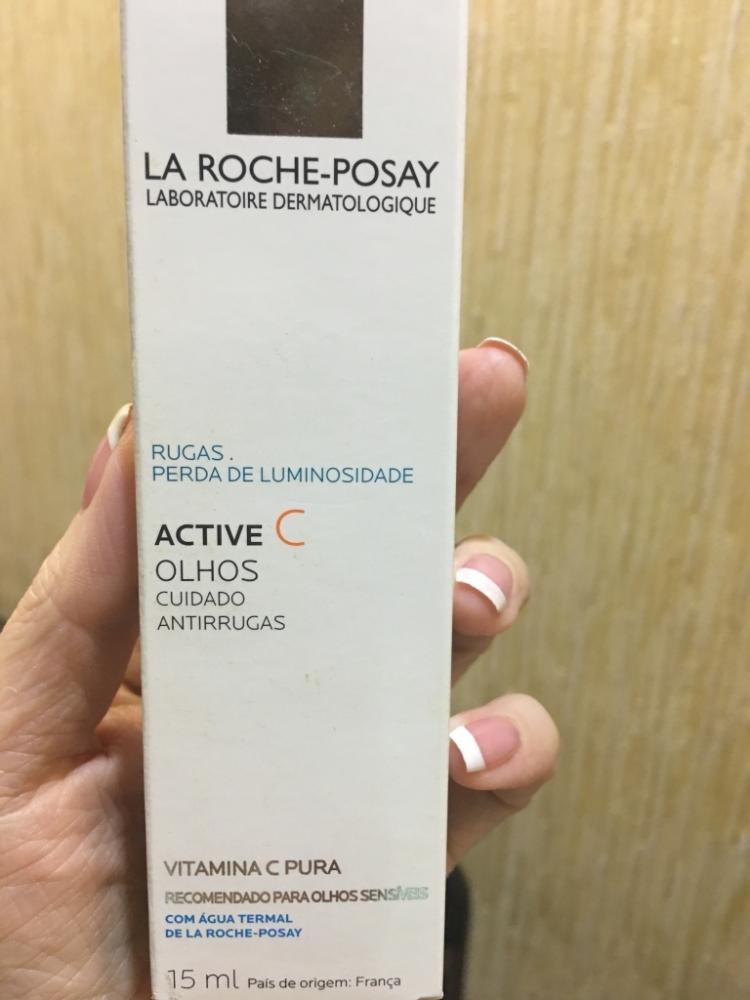 LA ROCHE-POSAY
LABORATOIRE DERMATOLOGIQUE
RUGAS .
PERDA DE LUMINOSIDADE
ACTIVE C
OLHOS
CUIDADO
ANTIRRUGAS
VITAMINA C PURA
RECOMENDADO PARA OLHOS SENSÍVEIS
COM ÁGUA TERMAL
DE LA ROCHE-POSAY
15 ml País de origem: França